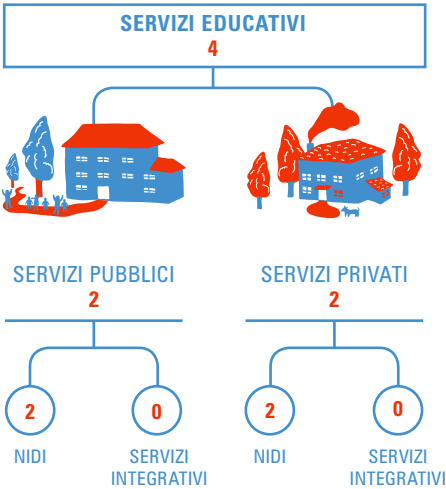 SERVIZI EDUCATIVI
4
SERVIZI PUBBLICI
2
SERVIZI PRIVATI
2
2
0
2
0
NIDI
SERVIZI
INTEGRATIVI
NIDI
SERVIZI
INTEGRATIVI